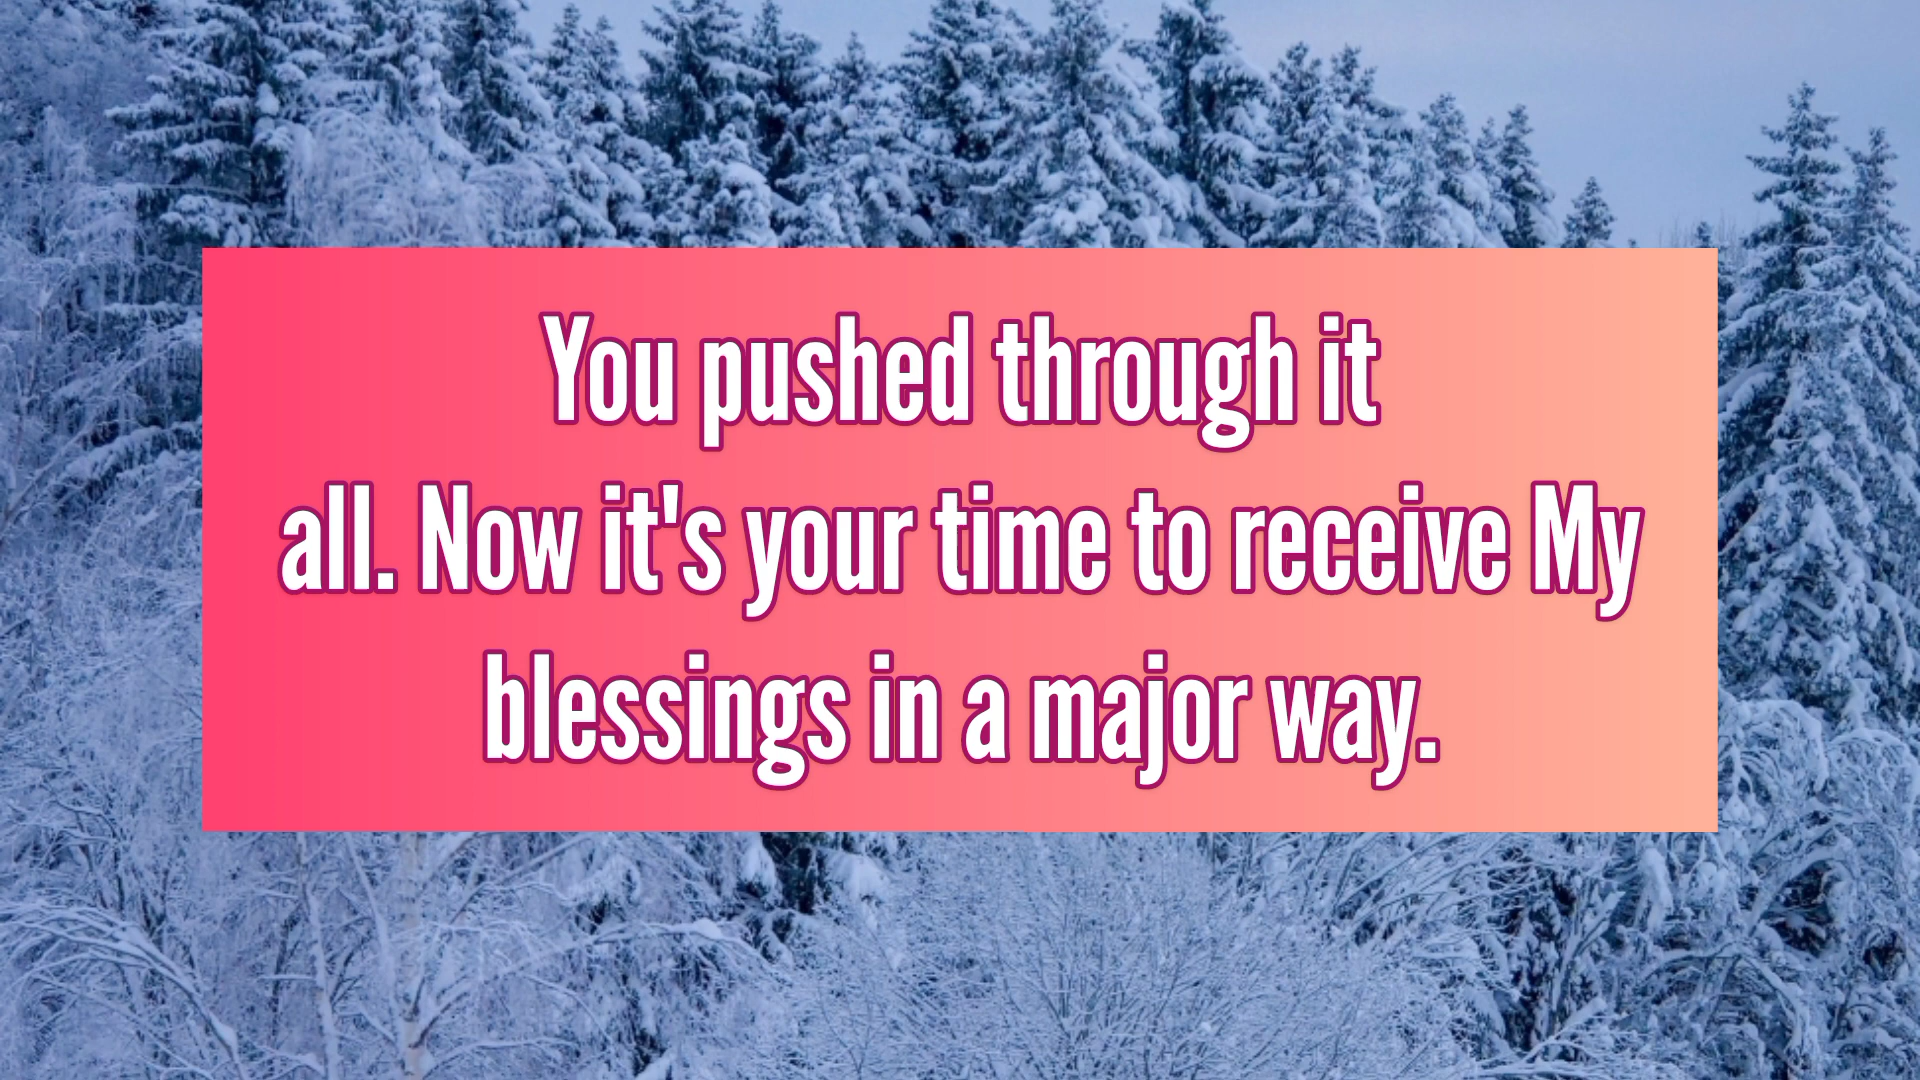 You pushed through it
all. Now it's your time to receive My
blessings in a major way.